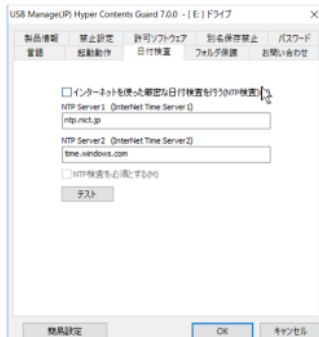 USB Manage(JP) Hyper Contents Guard 7.0.0 - [ E: ] ドライブ
製品情報 禁止設定 許可ソフトウェア 別名保存禁止 パスワード
言語 起動動作 日付検査 フォルダ保護 お問い合わせ
インターネットを使った厳密な日付検査を行う(NTP検査)
NTP Server1 (InterNet Time Server1)
ntp.nict.jp
NTP Server2 (InterNet Time Server2)
time.windows.com
NTP検査を必須とする(M)
テスト
簡易設定 OK キャンセル